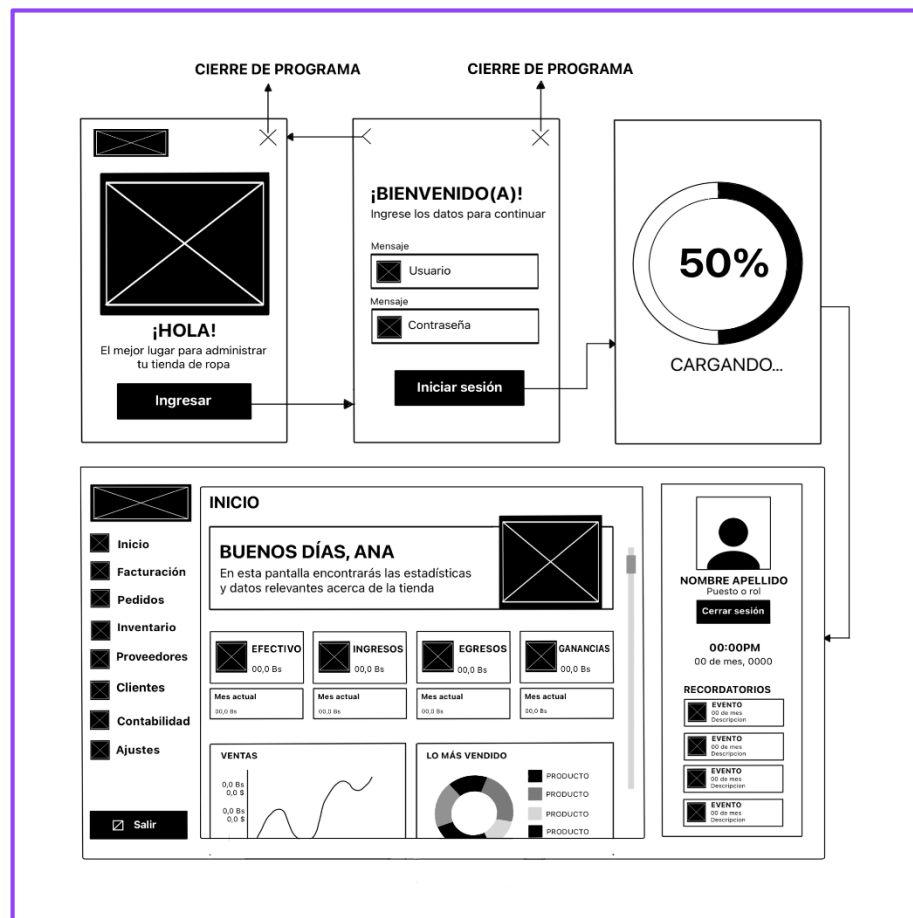 CIERRE DE PROGRAMA
CIERRE DE PROGRAMA
¡HOLA!
El mejor lugar para administrar
tu tienda de ropa
Ingresar
¡BIENVENIDO(A)!
Ingrese los datos para continuar
Mensaje
Usuario
Mensaje
Contraseña
Iniciar sesión
50%
CARGANDO...
Inicio
Facturación
Pedidos
Inventario
Proveedores
Clientes
Contabilidad
Ajustes
Salir
INICIO
BUENOS DÍAS, ANA
En esta pantalla encontrarás las estadísticas
y datos relevantes acerca de la tienda
EFECTIVO
00,0 Bs
Mes actual
00,0 Bs
INGRESOS
00,0 Bs
Mes actual
00,0 Bs
EGRESOS
00,0 Bs
Mes actual
00,0 Bs
GANANCIAS
00,0 Bs
Mes actual
00,0 Bs
VENTAS
0,0 Bs
0,0 $
0,0 Bs
0,0 $
LO MÁS VENDIDO
PRODUCTO
PRODUCTO
PRODUCTO
PRODUCTO
NOMBRE APELLIDO
Puesto o rol
Cerrar sesión
00:00PM
00 de mes, 0000
RECORDATORIOS
EVENTO
00 de mes
Descripcion
EVENTO
00 de mes
Descripcion
EVENTO
00 de mes
Descripcion
EVENTO
00 de mes
Descripcion